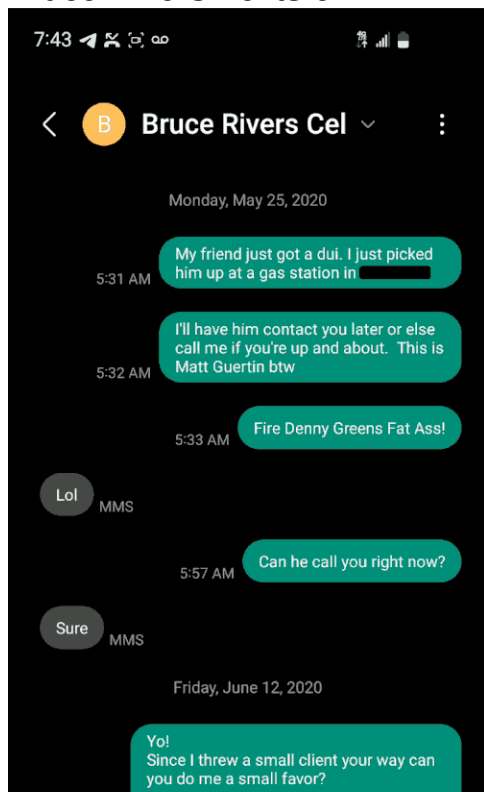 7:43
B Bruce Rivers Cel
Monday, May 25, 2020
My friend just got a dui. I just picked
him up at a gas station in
5:31 AM
I'll have him contact you later or else
call me if you're up and about.  This is
Matt Guertin btw
5:32 AM
Fire Denny Greens Fat Ass!
5:33 AM
Lol
MMS
Can he call you right now?
5:57 AM
Sure
MMS
Friday, June 12, 2020
Yo!
Since I threw a small client your way can
you do me a small favor?